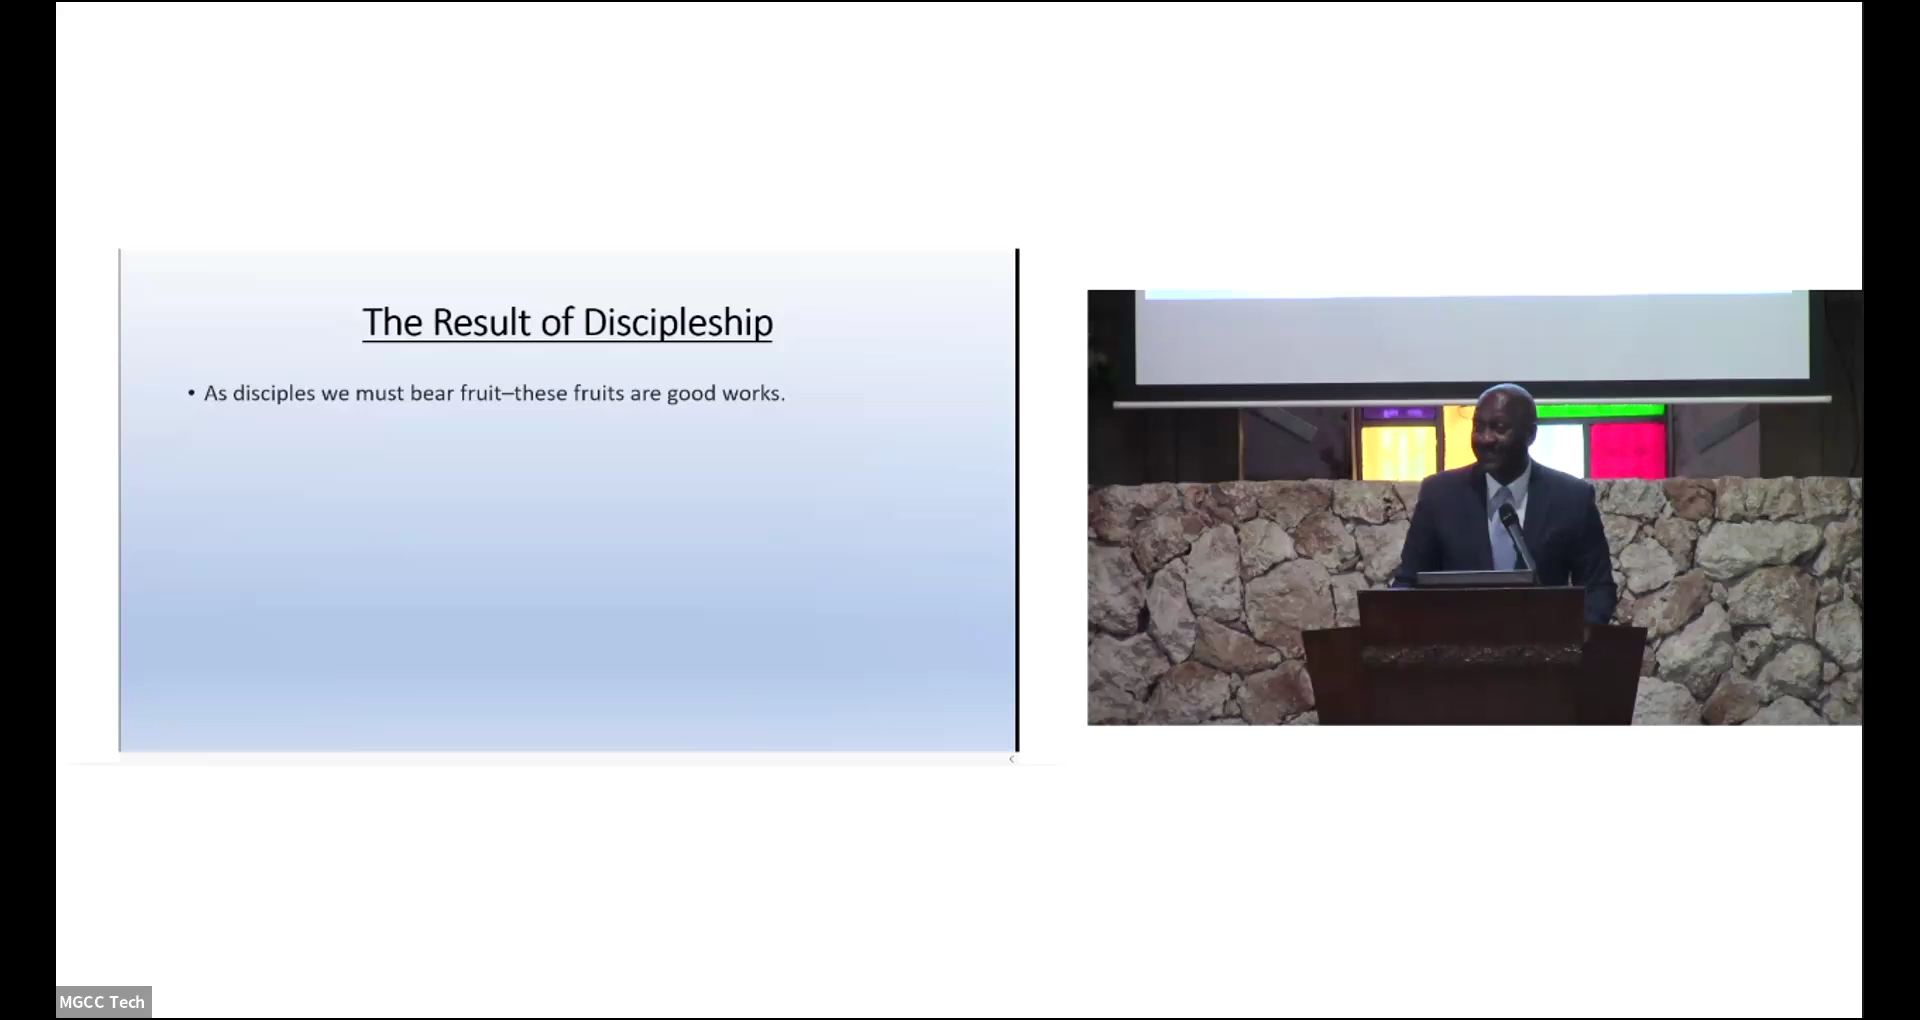 The Result of Discipleship
• As disciples we must bear fruit–these fruits are good works.
MGCC Tech